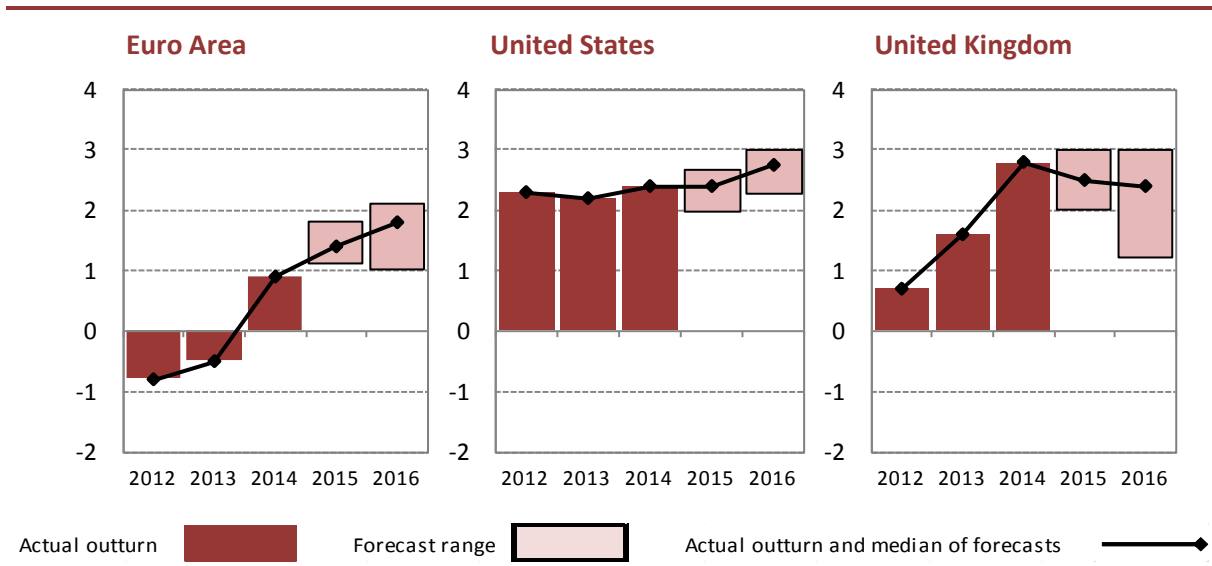 Euro Area
United States
United Kingdom
4
3
2
1
0
-1
-2
2012 2013 2014 2015 2016
4
3
2
1
0
-1
-2
2012 2013 2014 2015 2016
4
3
2
1
0
-1
-2
2012 2013 2014 2015 2016
Actual outturn
Forecast range
Actual outturn and median of forecasts